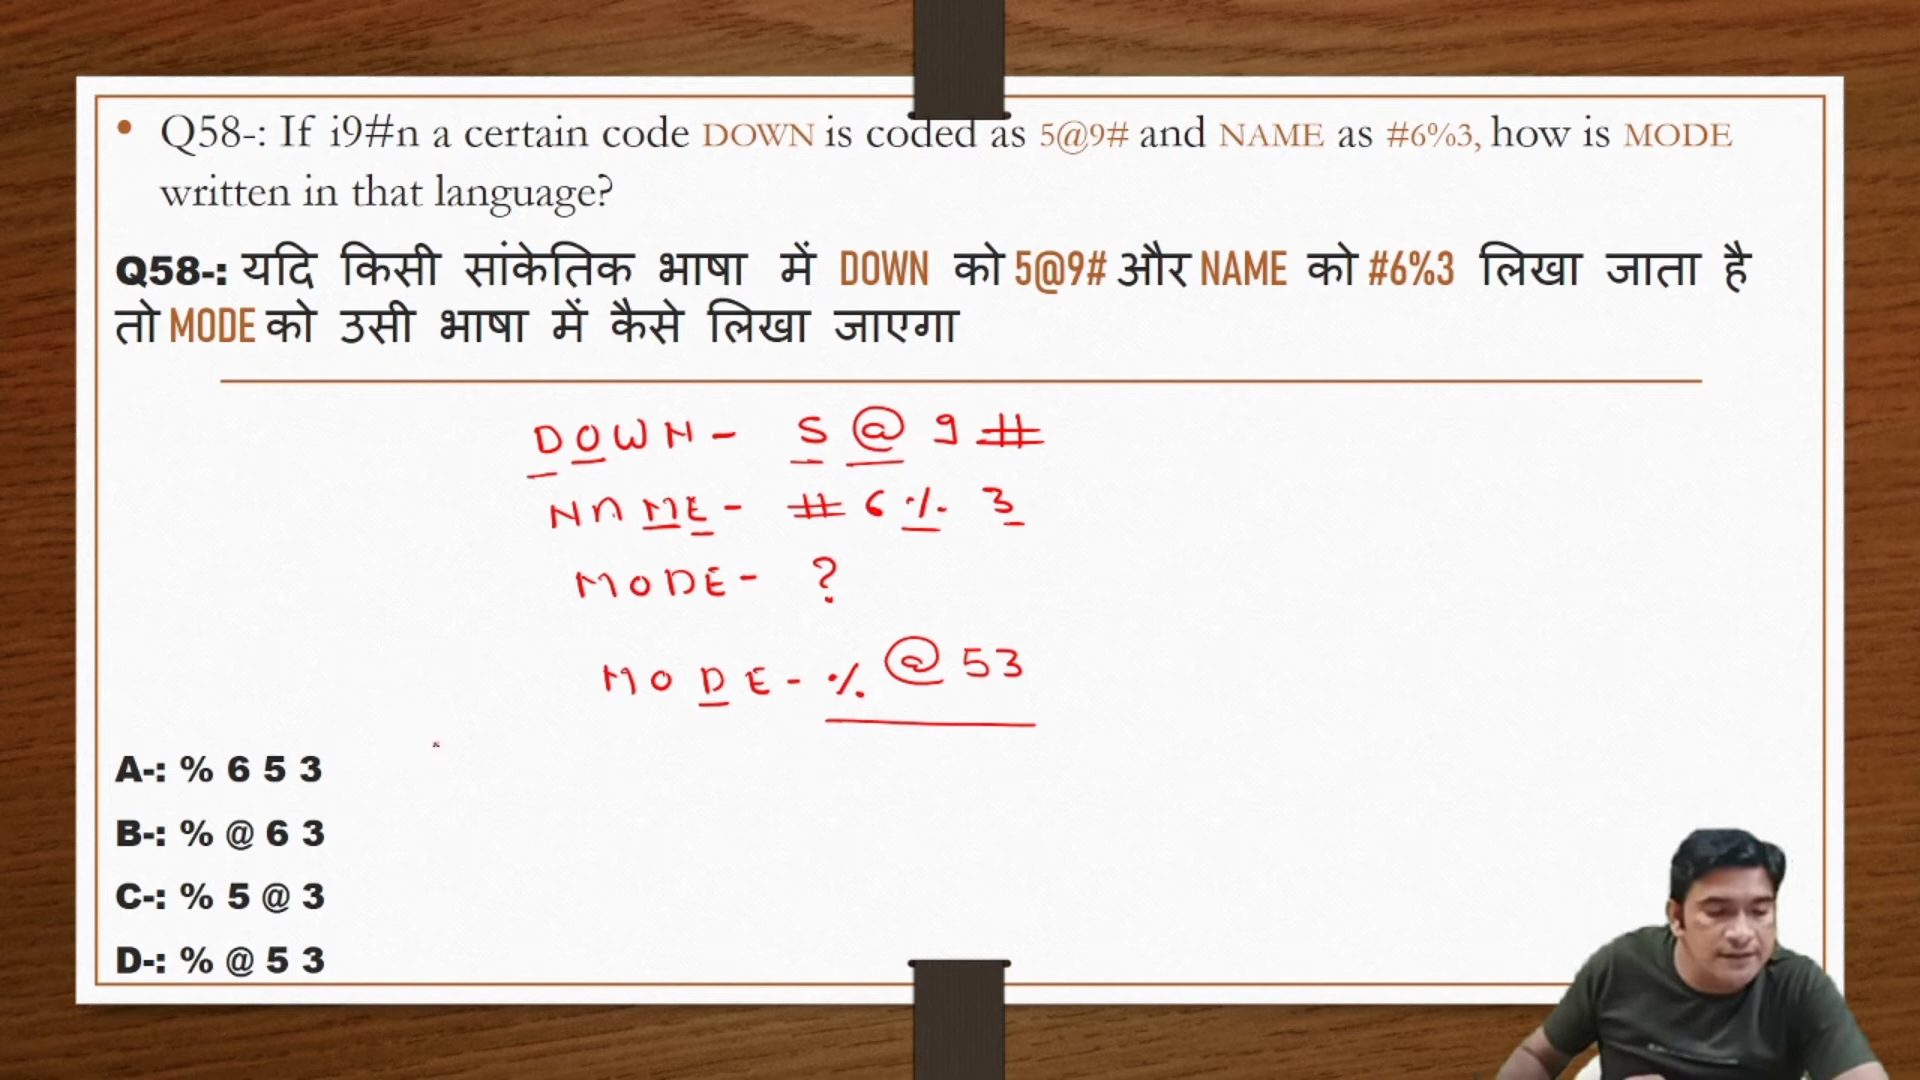 • Q58-: If i9#n a certain code DOWN is coded as 5@9# and NAME as #6%3, how is MODE
written in that language?
Q58-: यदि किसी सांकेतिक भाषा में DOWN को 5@9# और NAME को #6%3 लिखा जाता है
तो MODE को उसी भाषा में कैसे लिखा जाएगा
DOWN - 5 @ 9 #
NAME - # 6 % 3
MODE - ?
MODE - % @ 53
A-: % 6 5 3
B-: % @ 6 3
C-: % 5 @ 3
D-: % @ 5 3